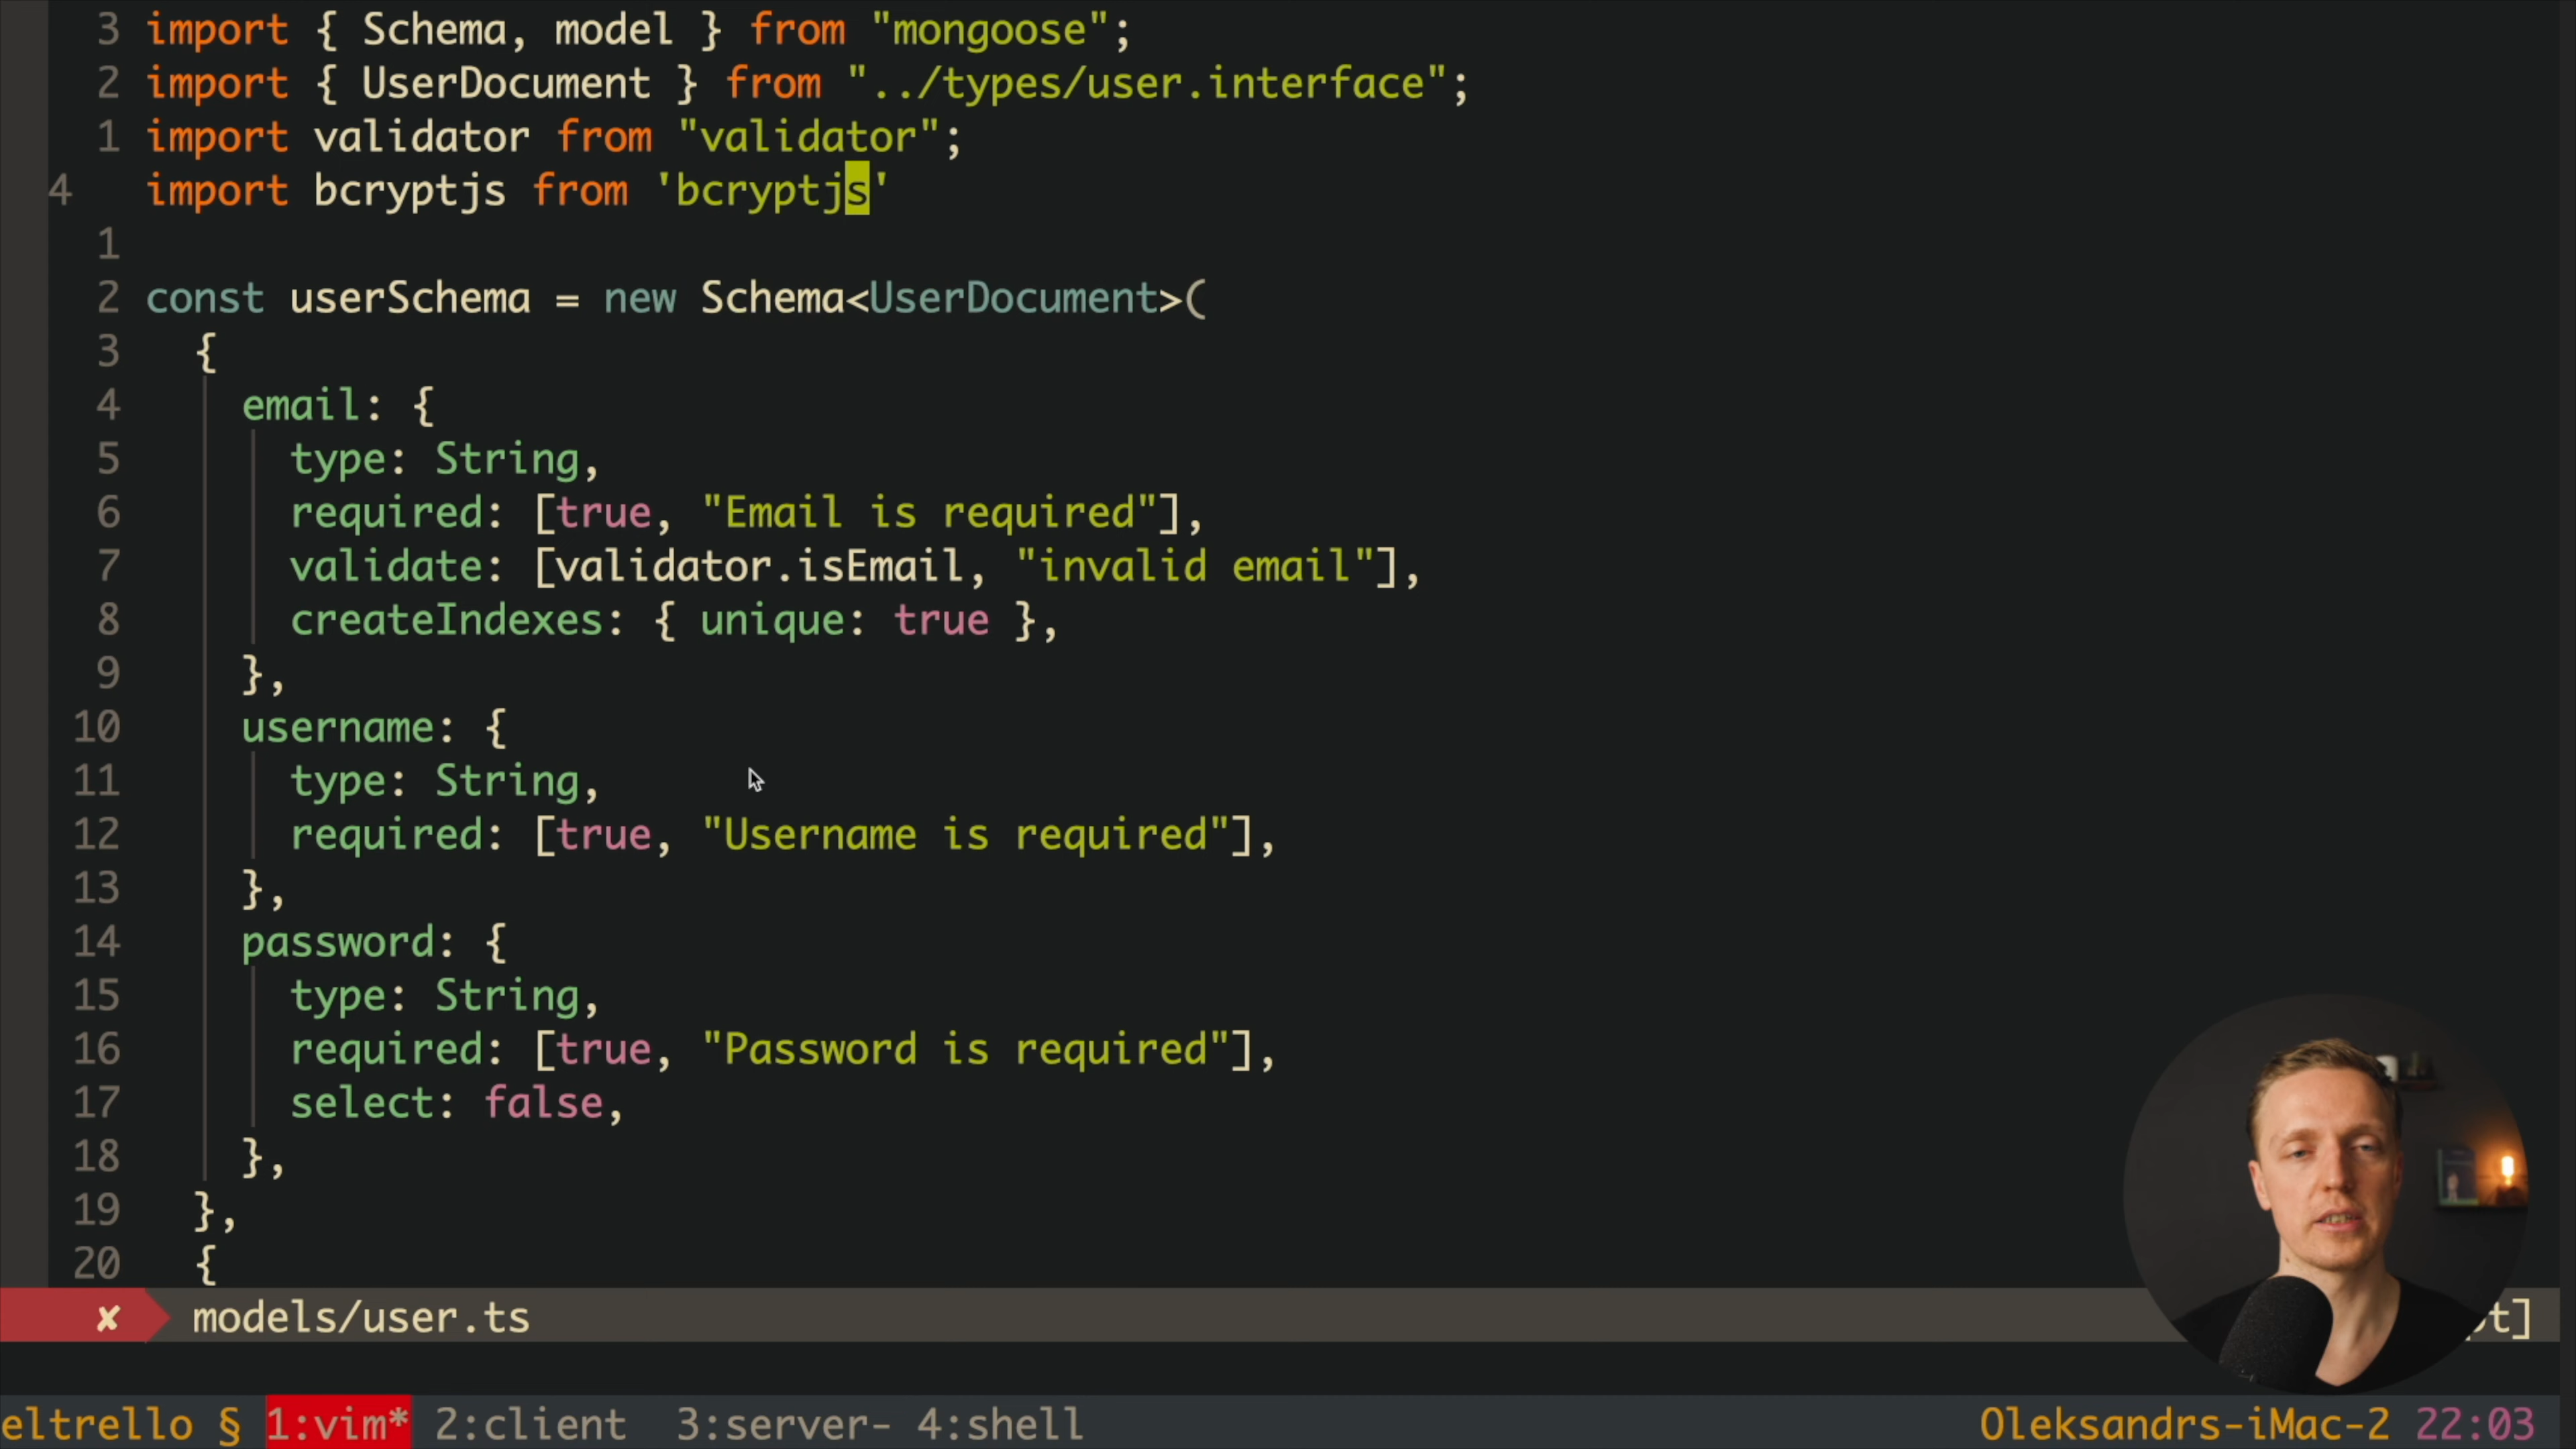 3 import { Schema, model } from "mongoose";
2 import { UserDocument } from "../types/user.interface";
1 import validator from "validator";
4 import bcryptjs from 'bcryptjs'
1
2 const userSchema = new Schema<UserDocument>(
3 {
4 email: {
5 type: String,
6 required: [true, "Email is required"],
7 validate: [validator.isEmail, "invalid email"],
8 createIndexes: { unique: true },
9 },
10 username: {
11 type: String,
12 required: [true, "Username is required"],
13 },
14 password: {
15 type: String,
16 required: [true, "Password is required"],
17 select: false,
18 },
19 },
20 {
✘ models/user.ts
eltrello § 1:vim* 2:client 3:server- 4:shell Oleksandrs-iMac-2 22:03